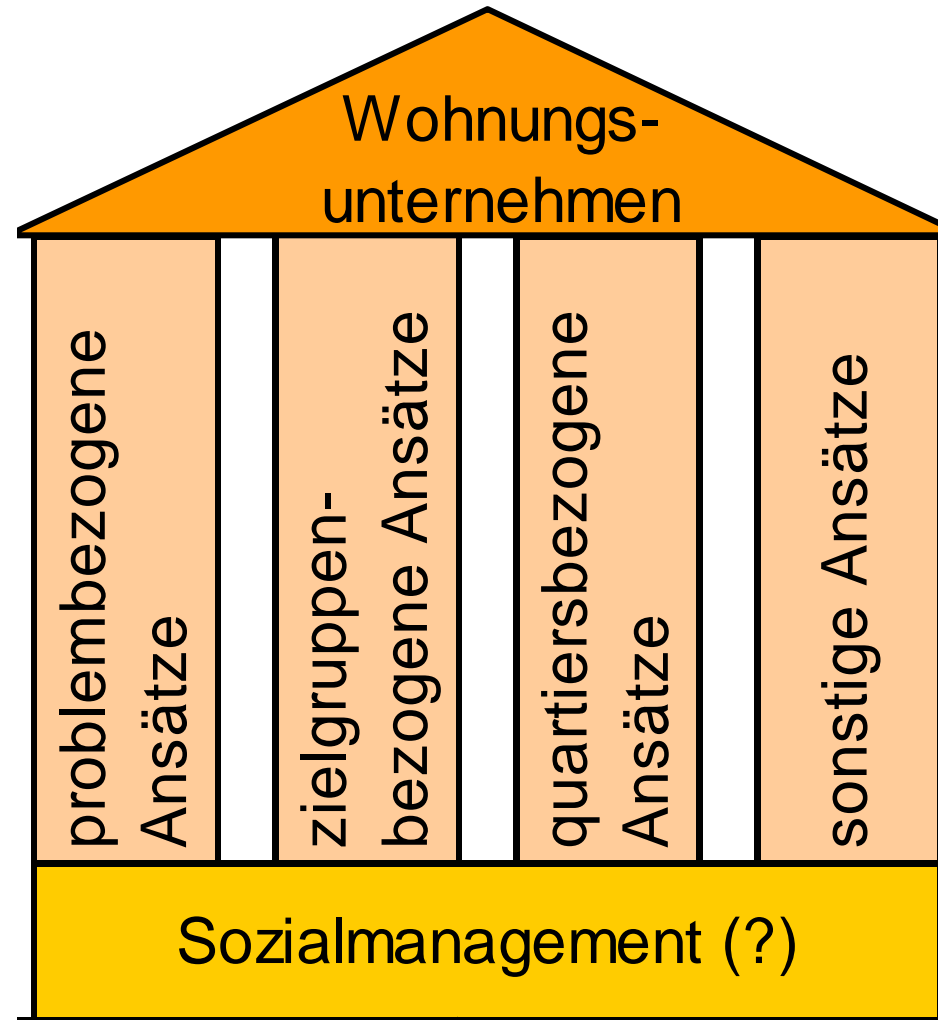 Wohnungs-
unternehmen
problembezogene
Ansätze
zielgruppen-
bezogene Ansätze
quartiersbezogene
Ansätze
sonstige Ansätze
Sozialmanagement (?)